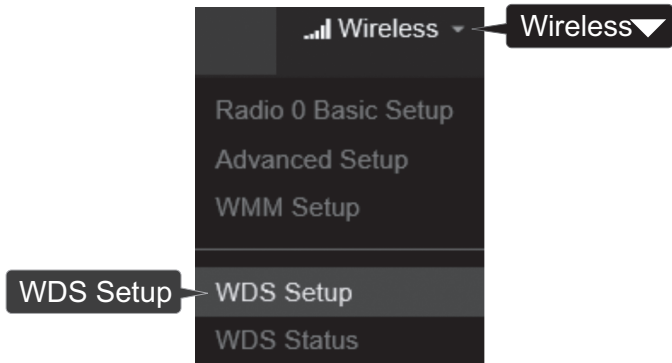 Wireless
Wireless
Radio 0 Basic Setup
Advanced Setup
WMM Setup
WDS Setup
WDS Setup
WDS Status